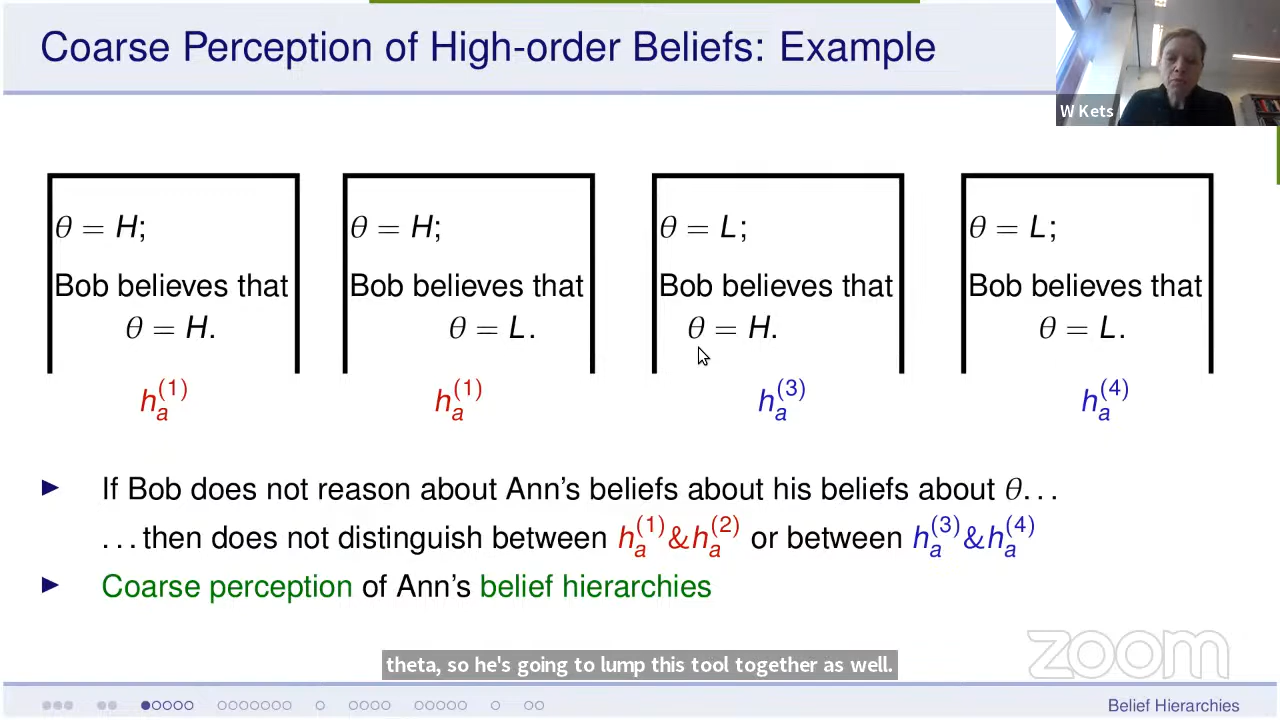 Coarse Perception of High-order Beliefs: Example
W Kets
θ = H;
Bob believes that
θ = H.
h_a^(1)
θ = H;
Bob believes that
θ = L.
h_a^(1)
θ = L;
Bob believes that
θ = H.
h_a^(3)
θ = L;
Bob believes that
θ = L.
h_a^(4)
► If Bob does not reason about Ann's beliefs about his beliefs about θ...
...then does not distinguish between h_a^(1)&h_a^(2) or between h_a^(3)&h_a^(4)
► Coarse perception of Ann's belief hierarchies
zoom
theta, so he's going to lump this tool together as well.
Belief Hierarchies